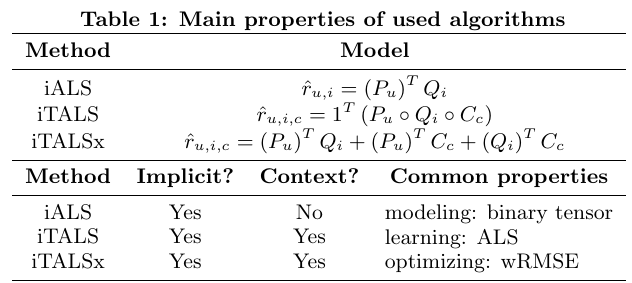 Table 1: Main properties of used algorithms
Method Model
iALS r̂_{u,i} = (P_u)^T Q_i
iTALS r̂_{u,i,c} = 1^T (P_u ∘ Q_i ∘ C_c)
iTALSx r̂_{u,i,c} = (P_u)^T Q_i + (P_u)^T C_c + (Q_i)^T C_c
Method Implicit? Context? Common properties
iALS Yes No modeling: binary tensor
iTALS Yes Yes learning: ALS
iTALSx Yes Yes optimizing: wRMSE